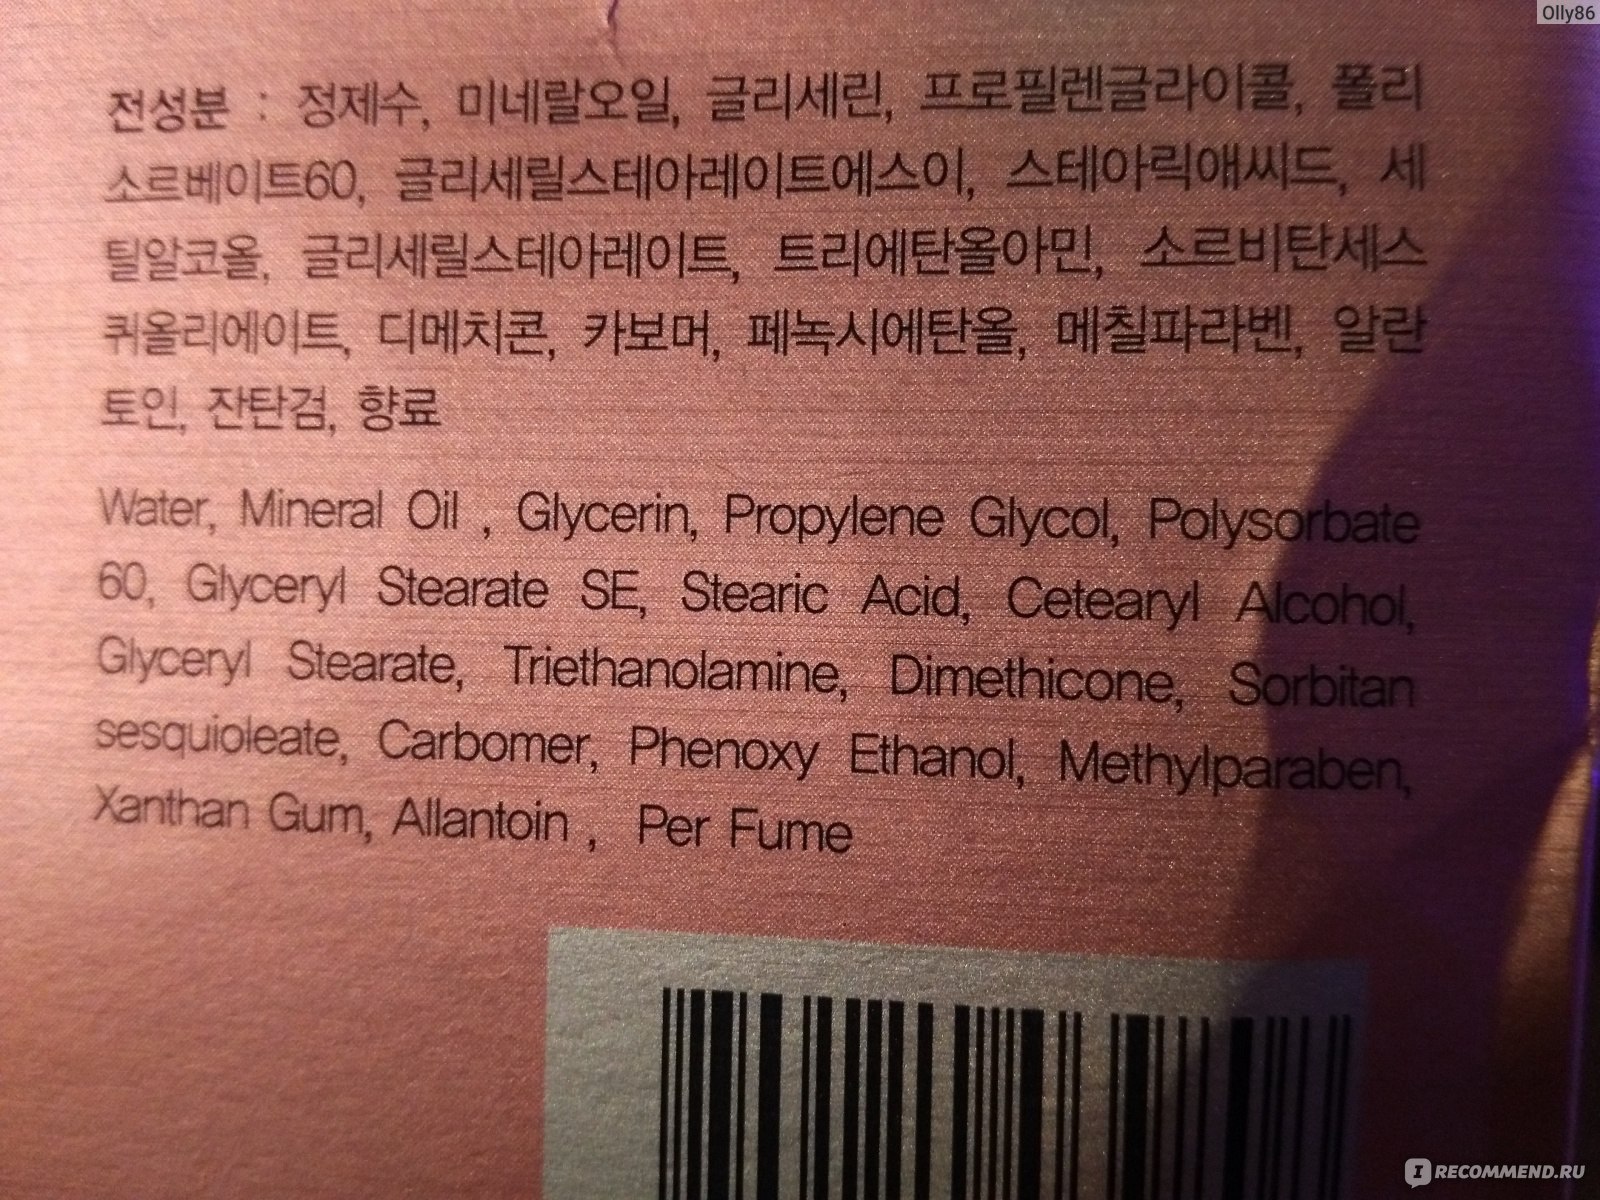 Olly86
전성분 : 정제수, 미네랄오일, 글리세린, 프로필렌글라이콜, 폴리
소르베이트60, 글리세릴스테아레이트에스이, 스테아릭애씨드, 세
틸알코올, 글리세릴스테아레이트, 트리에탄올아민, 소르비탄세스
퀴올리에이트, 디메치콘, 카보머, 페녹시에탄올, 메칠파라벤, 알란
토인, 잔탄검, 향료
Water, Mineral Oil , Glycerin, Propylene Glycol, Polysorbate
60, Glyceryl Stearate SE, Stearic Acid, Cetearyl Alcohol,
Glyceryl Stearate, Triethanolamine, Dimethicone, Sorbitan
sesquioleate, Carbomer, Phenoxy Ethanol, Methylparaben,
Xanthan Gum, Allantoin , Per Fume
IRECOMMEND.RU